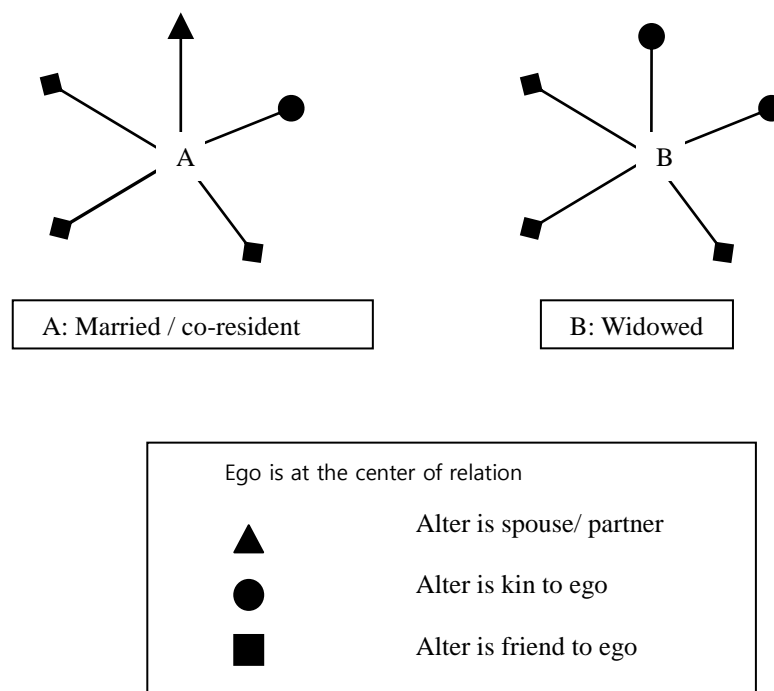 A
B
A: Married / co-resident
B: Widowed
Ego is at the center of relation
Alter is spouse/ partner
Alter is kin to ego
Alter is friend to ego